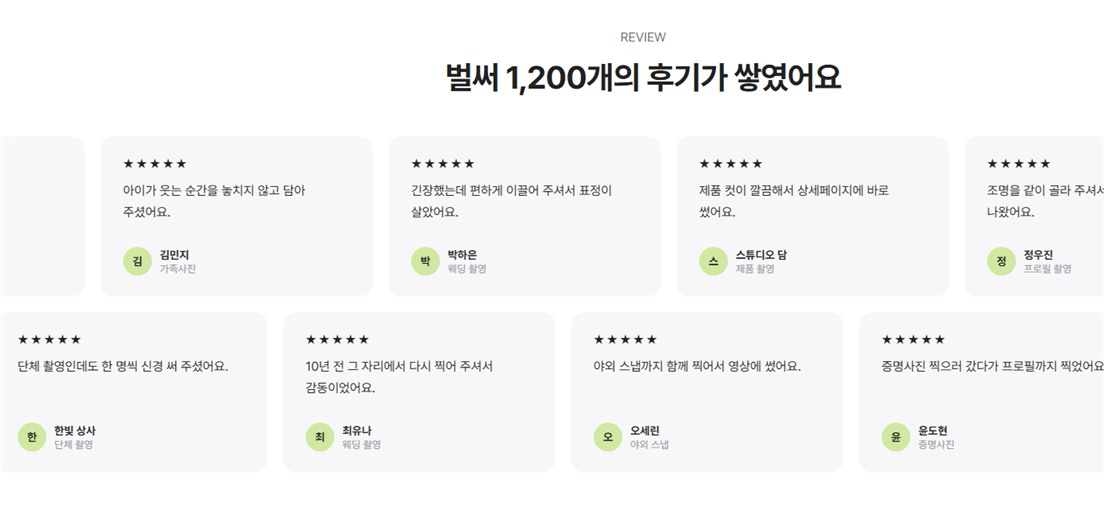 REVIEW
벌써 1,200개의 후기가 쌓였어요
★★★★★
아이가 웃는 순간을 놓치지 않고 담아
주셨어요.
김
김민지
가족사진
★★★★★
긴장했는데 편하게 이끌어 주셔서 표정이
살았어요.
박
박하은
웨딩 촬영
★★★★★
제품 컷이 깔끔해서 상세페이지에 바로
썼어요.
스
스튜디오 담
제품 촬영
★★★★★
조명을 같이 골라 주셔서
나왔어요.
정
정우진
프로필 촬영
★★★★★
단체 촬영인데도 한 명씩 신경 써 주셨어요.
한
한빛 상사
단체 촬영
★★★★★
10년 전 그 자리에서 다시 찍어 주셔서
감동이었어요.
최
최유나
웨딩 촬영
★★★★★
야외 스냅까지 함께 찍어서 영상에 썼어요.
오
오세린
야외 스냅
★★★★★
증명사진 찍으러 갔다가 프로필까지 찍었어요
윤
윤도현
증명사진